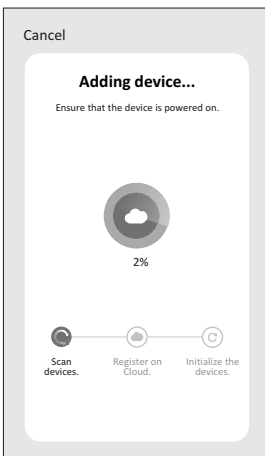 Cancel
Adding device...
Ensure that the device is powered on.
2%
Scan
devices.
Register on
Cloud.
Initialize the
devices.